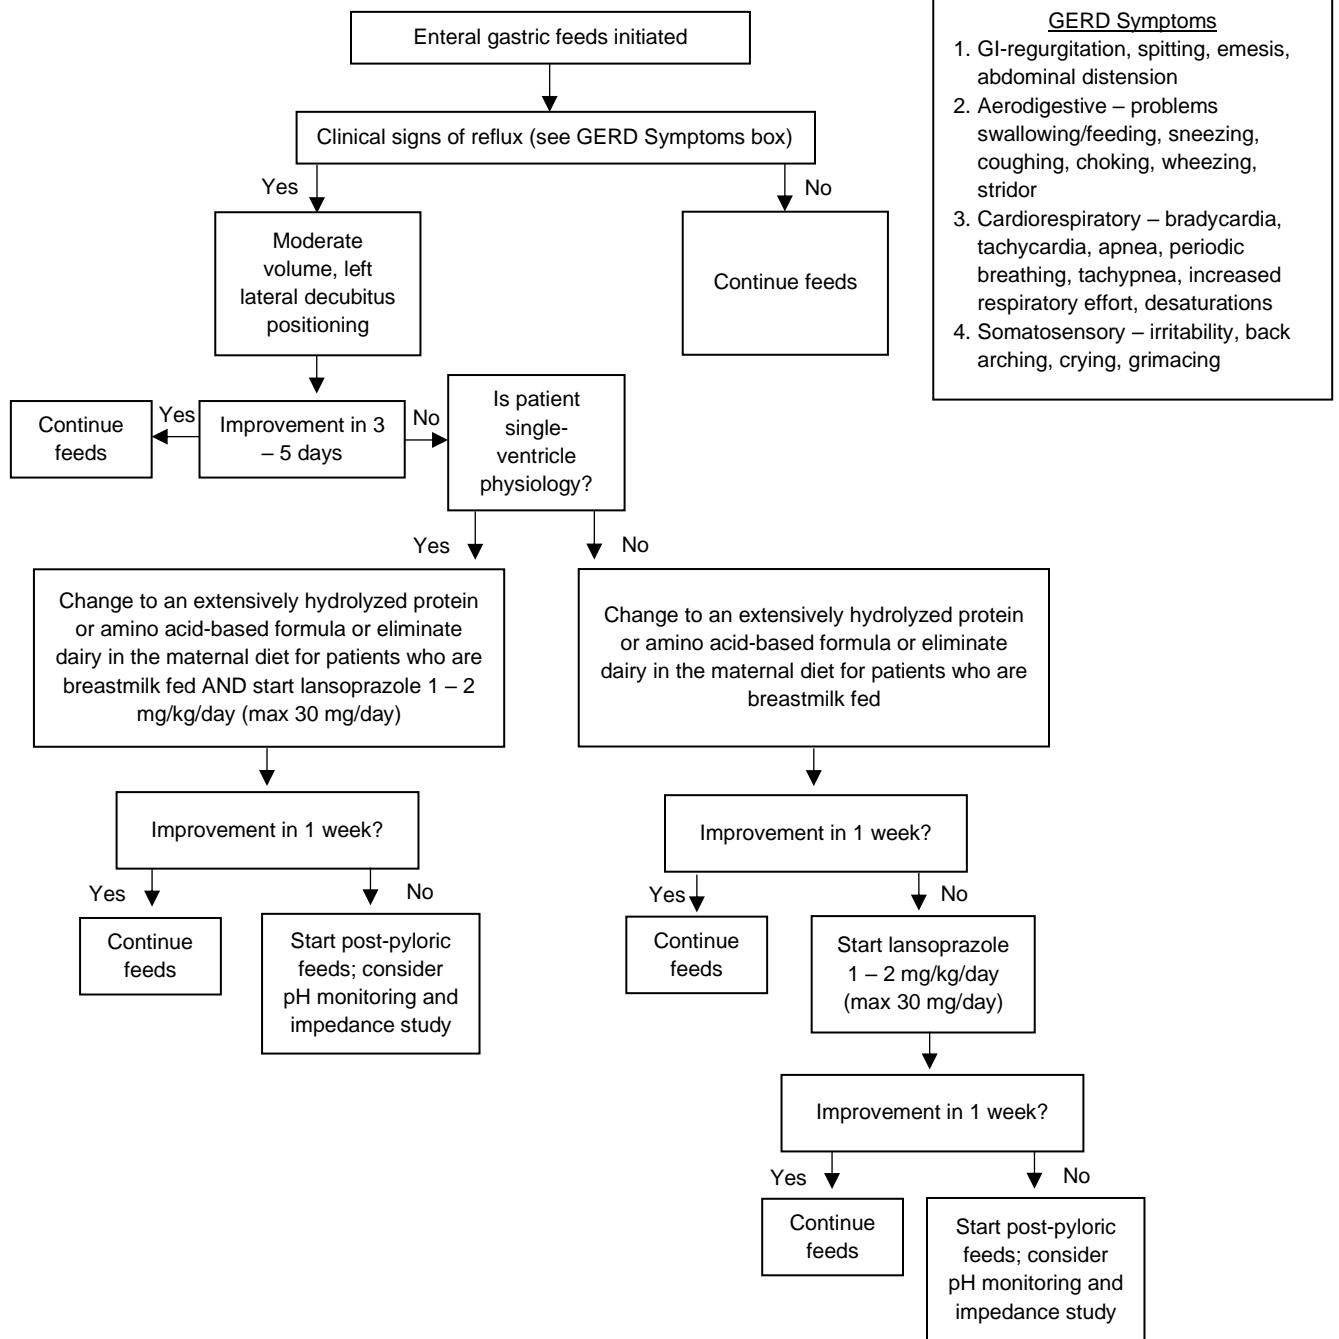 Enteral gastric feeds initiated
Clinical signs of reflux (see GERD Symptoms box)
Yes
No
Moderate
volume, left
lateral decubitus
positioning
Continue feeds
GERD Symptoms
1. GI-regurgitation, spitting, emesis,
abdominal distension
2. Aerodigestive – problems
swallowing/feeding, sneezing,
coughing, choking, wheezing,
stridor
3. Cardiorespiratory – bradycardia,
tachycardia, apnea, periodic
breathing, tachypnea, increased
respiratory effort, desaturations
4. Somatosensory – irritability, back
arching, crying, grimacing
Continue
feeds
Yes
Improvement in 3
– 5 days
No
Is patient
single-
ventricle
physiology?
Yes
No
Change to an extensively hydrolyzed protein
or amino acid-based formula or eliminate
dairy in the maternal diet for patients who are
breastmilk fed AND start lansoprazole 1 – 2
mg/kg/day (max 30 mg/day)
Change to an extensively hydrolyzed protein
or amino acid-based formula or eliminate
dairy in the maternal diet for patients who are
breastmilk fed
Improvement in 1 week?
Yes
No
Continue
feeds
Start post-pyloric
feeds; consider
pH monitoring and
impedance study
Improvement in 1 week?
Yes
No
Continue
feeds
Start lansoprazole
1 – 2 mg/kg/day
(max 30 mg/day)
Improvement in 1 week?
Yes
No
Continue
feeds
Start post-pyloric
feeds; consider
pH monitoring and
impedance study